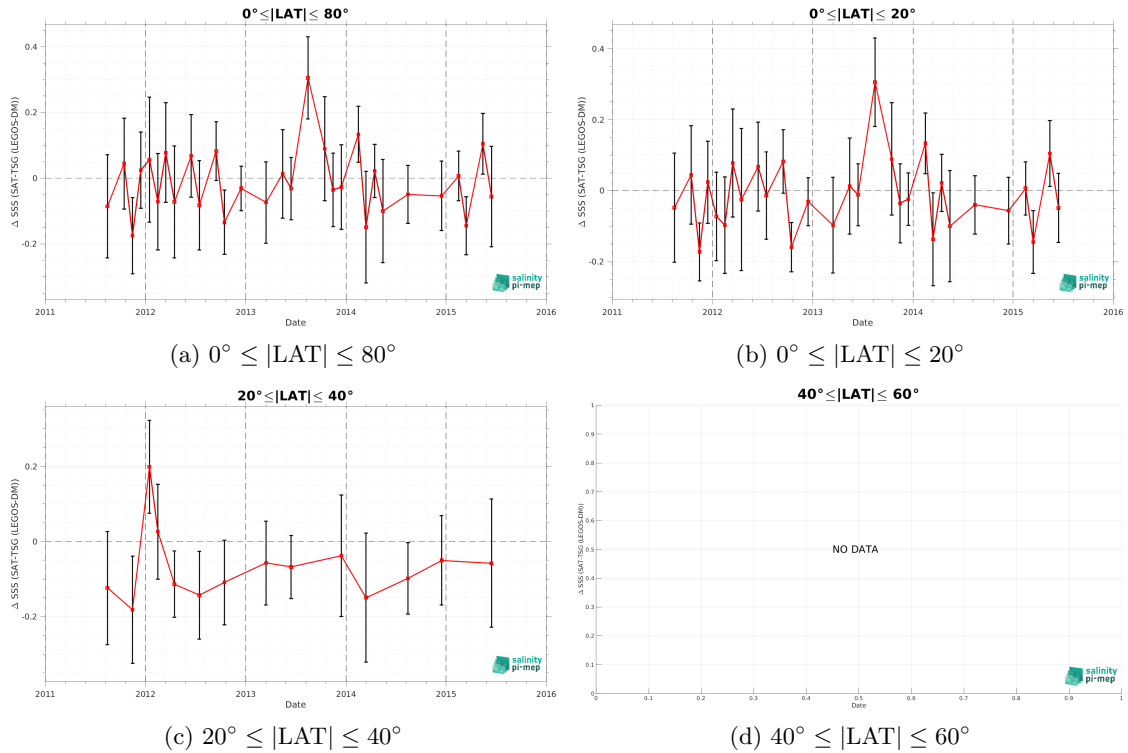 0°≤|LAT|≤ 80°
Δ SSS (SAT-TSG (LEGOS-DM))
0.4
0.2
0
-0.2
2011
2012
2013
2014
2015
2016
Date
salinity
pi-mep
(a) 0° ≤ |LAT| ≤ 80°
0°≤|LAT|≤ 20°
Δ SSS (SAT-TSG (LEGOS-DM))
0.4
0.2
0
-0.2
2011
2012
2013
2014
2015
2016
Date
salinity
pi-mep
(b) 0° ≤ |LAT| ≤ 20°
20°≤|LAT|≤ 40°
Δ SSS (SAT-TSG (LEGOS-DM))
0.2
0
-0.2
2011
2012
2013
2014
2015
2016
Date
salinity
pi-mep
(c) 20° ≤ |LAT| ≤ 40°
40°≤|LAT|≤ 60°
Δ SSS (SAT-TSG (LEGOS-DM))
1
0.9
0.8
0.7
0.6
0.5
0.4
0.3
0.2
0.1
0
NO DATA
0
0.1
0.2
0.3
0.4
0.5
0.6
0.7
0.8
0.9
1
Date
salinity
pi-mep
(d) 40° ≤ |LAT| ≤ 60°